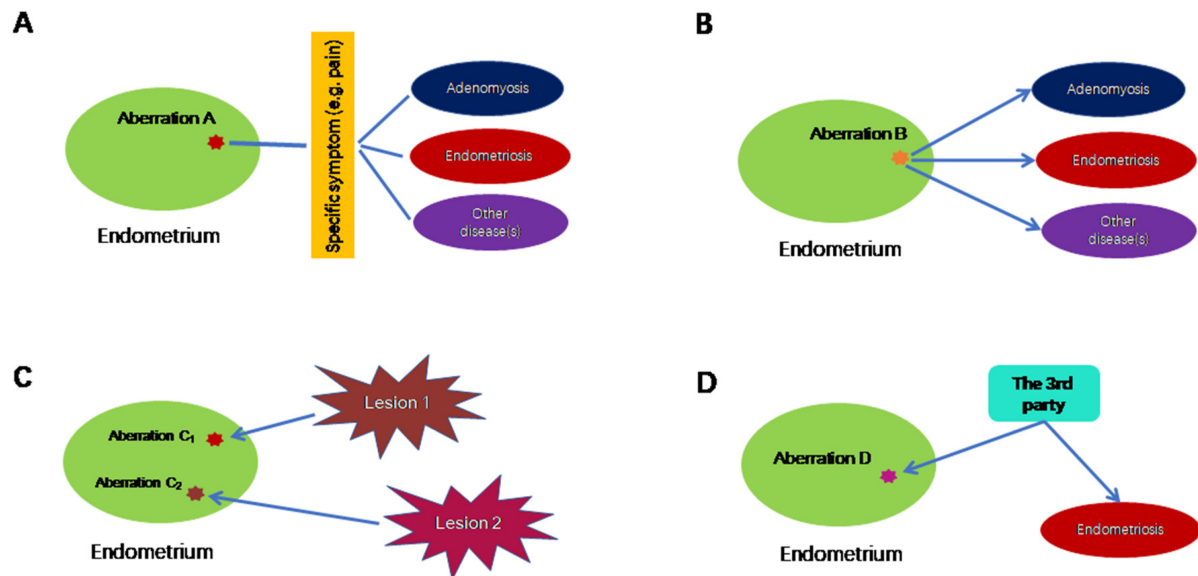 A
Aberration A
Endometrium
Specific symptom (e.g. pain)
Adenomyosis
Endometriosis
Other
disease(s)
B
Aberration B
Endometrium
Adenomyosis
Endometriosis
Other
disease(s)
C
Aberration C₁
Aberration C₂
Endometrium
Lesion 1
Lesion 2
D
Aberration D
Endometrium
The 3rd
party
Endometriosis